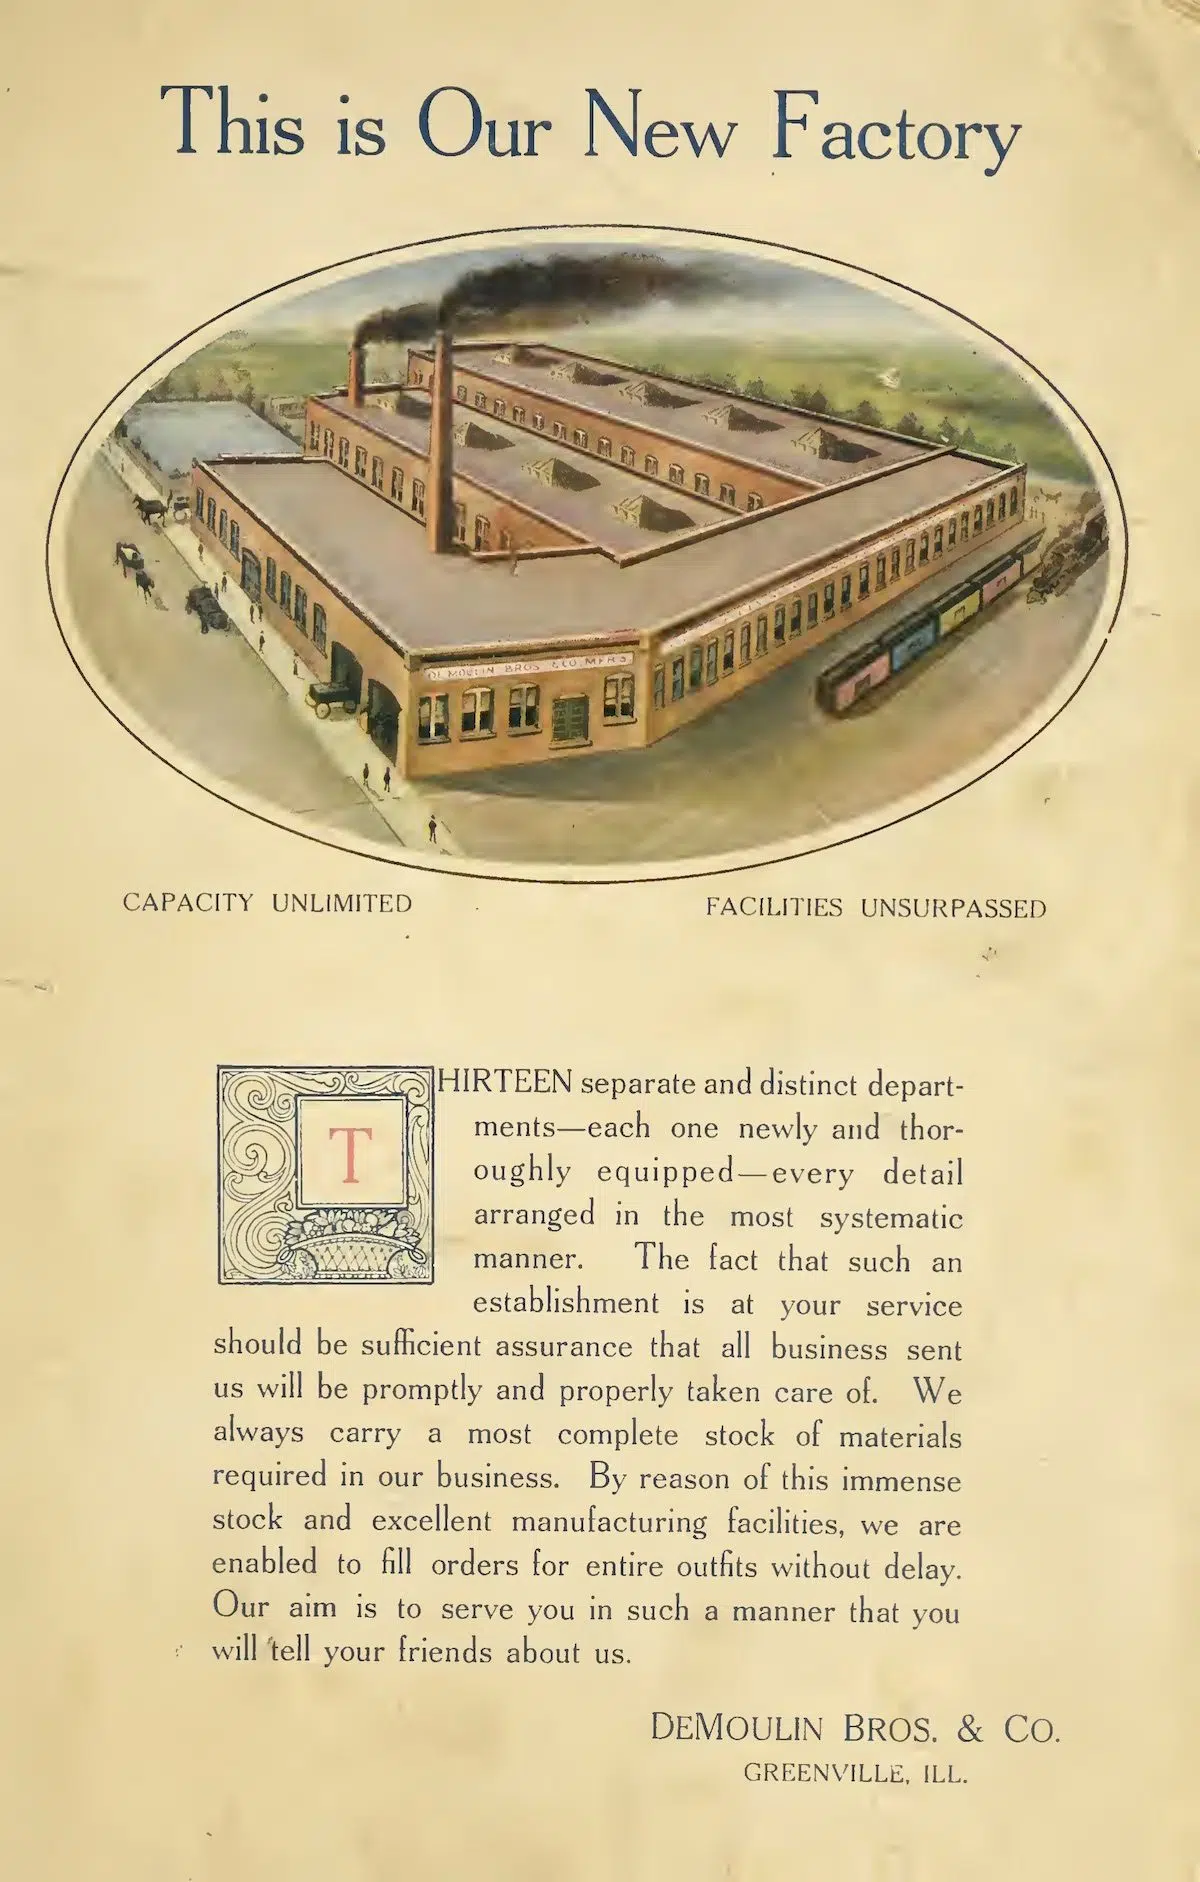 This is Our New Factory
DE MOULIN BROS. & CO. MFR'S
CAPACITY UNLIMITED
FACILITIES UNSURPASSED
THIRTEEN separate and distinct depart-
ments—each one newly and thor-
oughly equipped—every detail
arranged in the most systematic
manner. The fact that such an
establishment is at your service
should be sufficient assurance that all business sent
us will be promptly and properly taken care of. We
always carry a most complete stock of materials
required in our business. By reason of this immense
stock and excellent manufacturing facilities, we are
enabled to fill orders for entire outfits without delay.
Our aim is to serve you in such a manner that you
will tell your friends about us.
DEMOULIN BROS. & CO.
GREENVILLE, ILL.